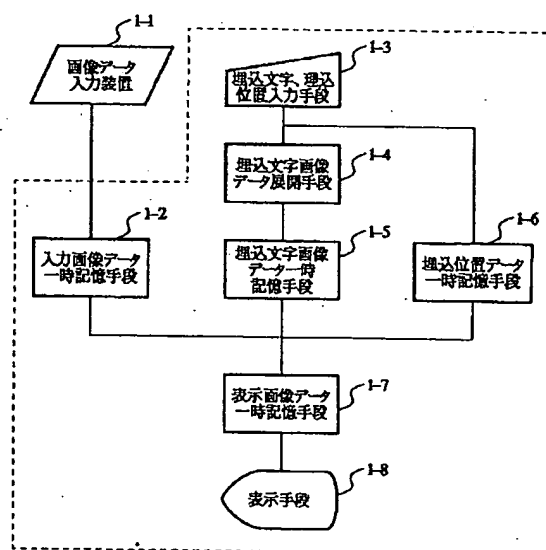 1-1
画像データ
入力装置
1-3
埋込文字、埋込
位置入力手段
1-4
埋込文字画像
データ展開手段
1-2
入力画像データ
一時記憶手段
1-5
埋込文字画像
データ一時
記憶手段
1-6
埋込位置データ
一時記憶手段
1-7
表示画像データ
一時記憶手段
1-8
表示手段